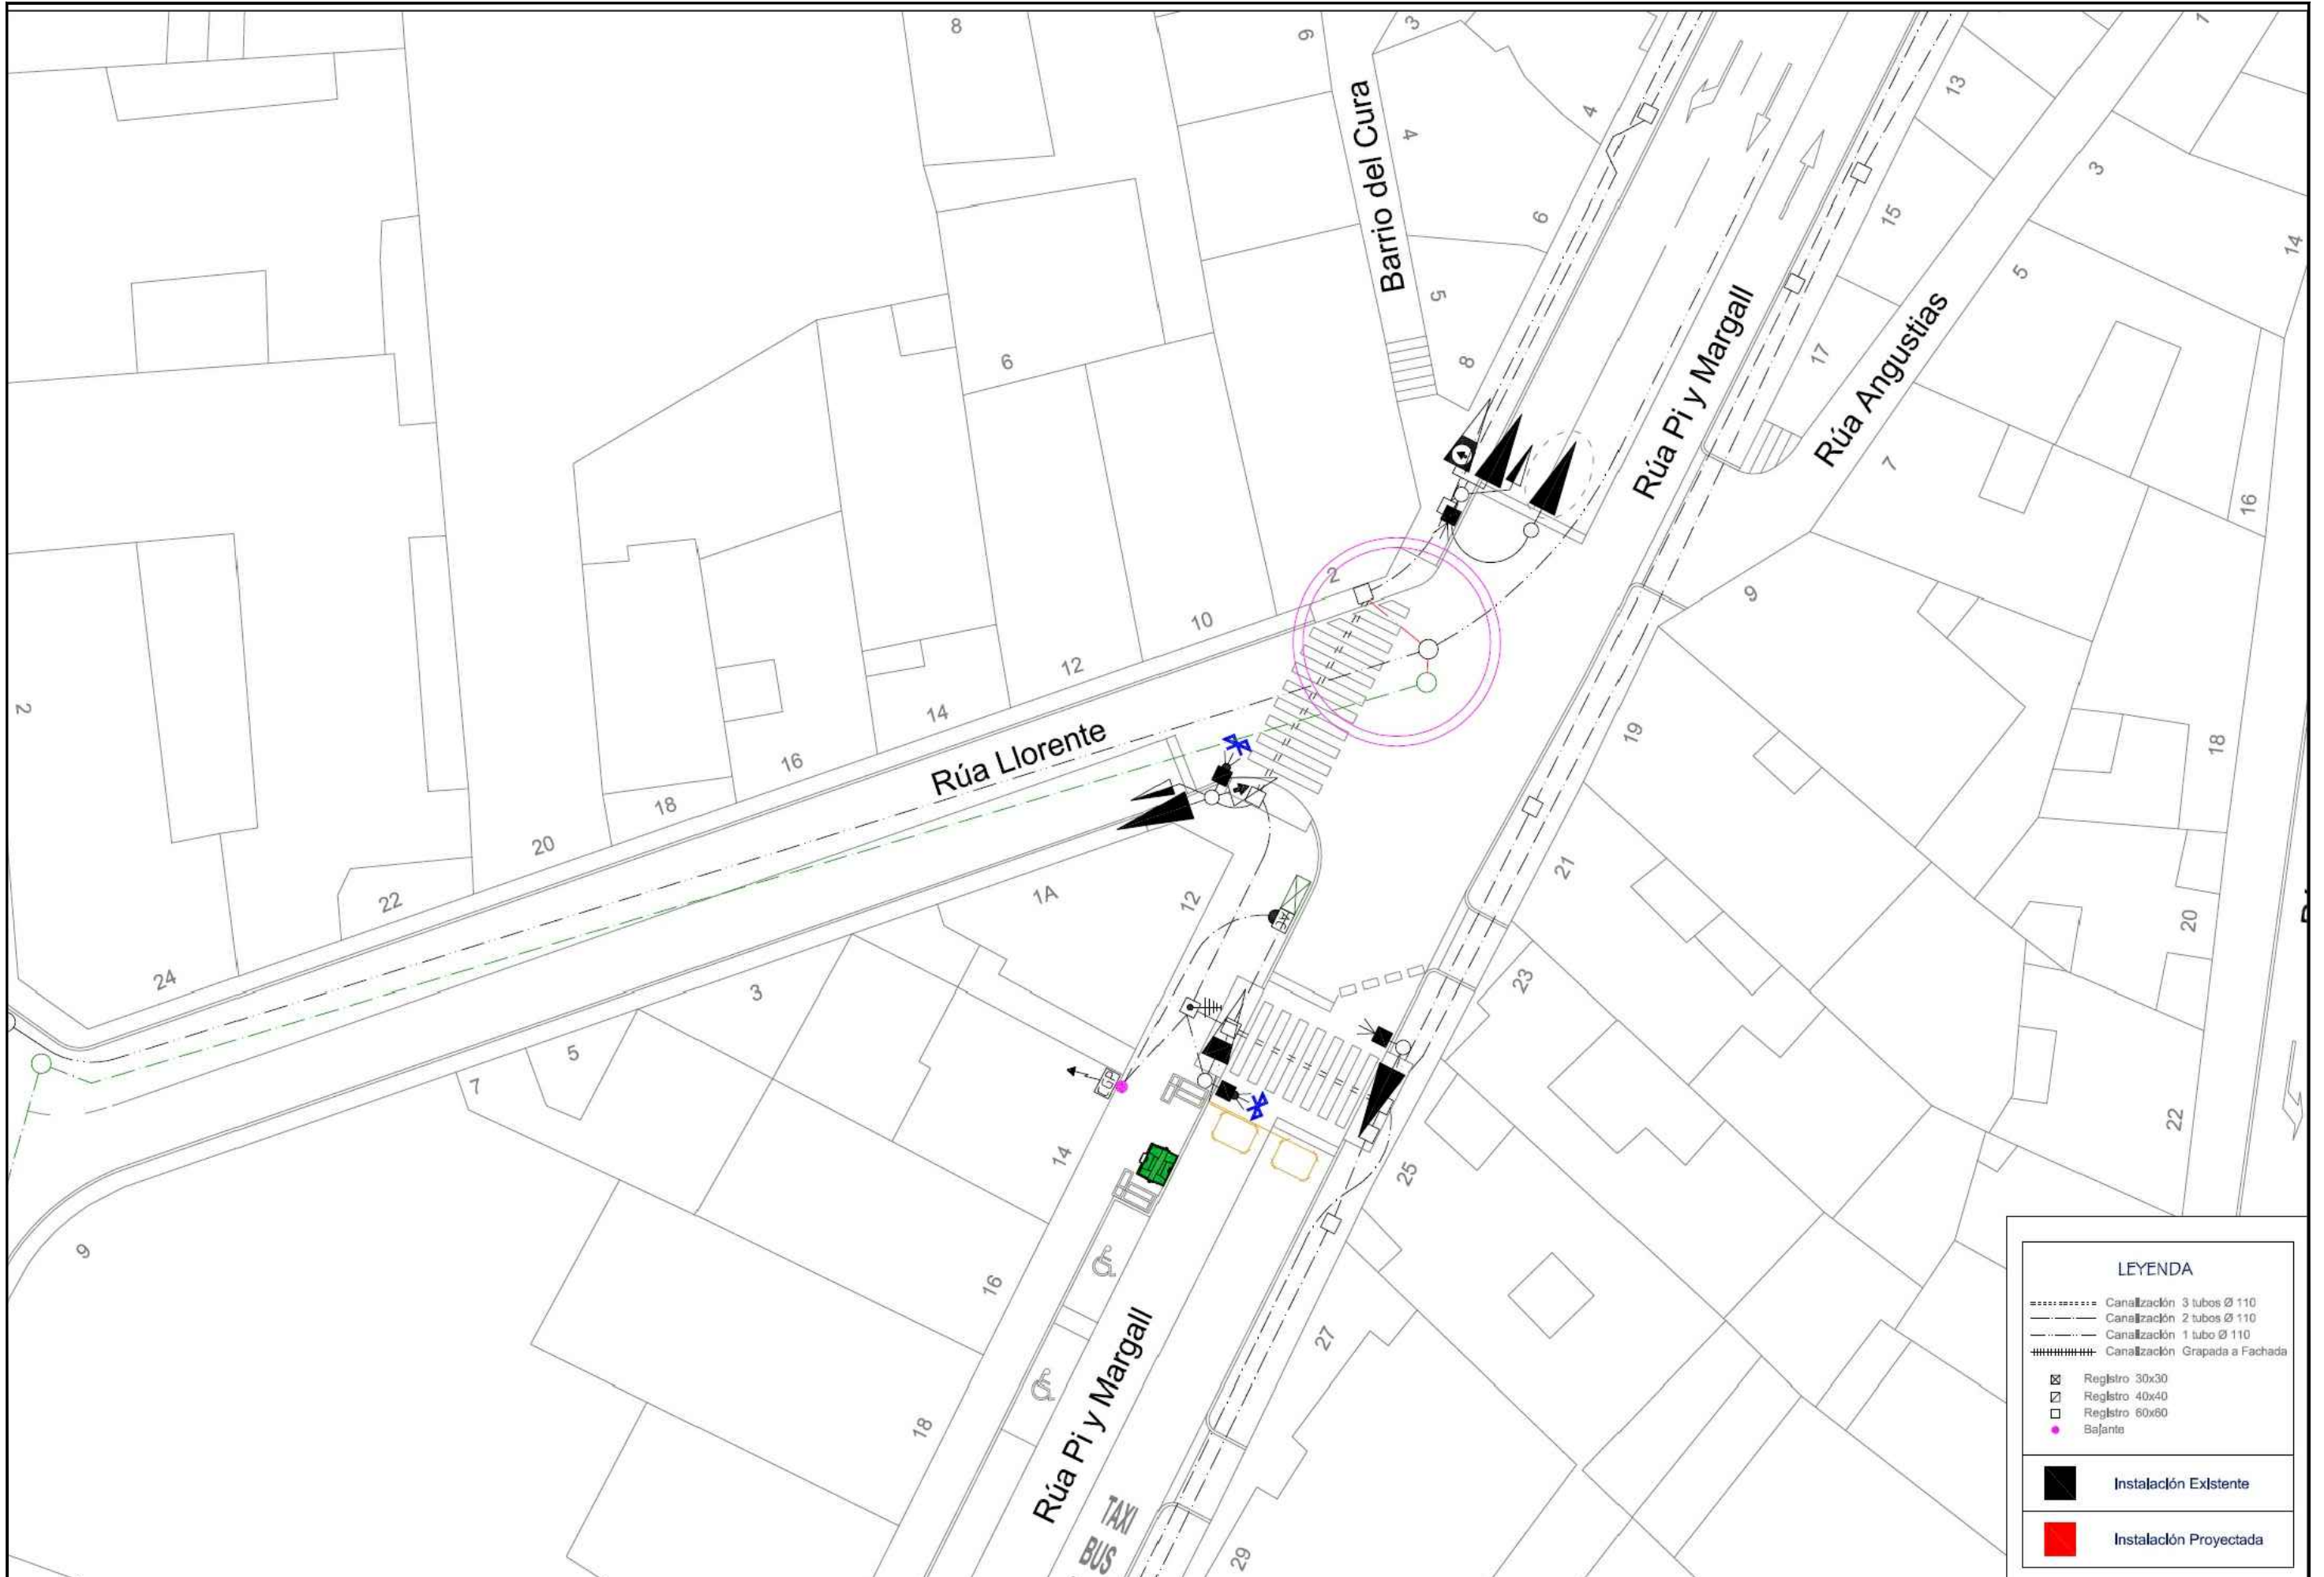 8
6
3
Barrio del Cura
4
5
4
6
8
13
15
17
1
3
5
7
14
Rúa Pi y Margall
Rúa Angustias
6
2
10
12
14
16
18
20
22
24
2
Rúa Llorente
9
16
18
19
21
20
22
23
25
27
29
1A
12
3
5
7
9
14
16
18
AC
CGP
Rúa Pi y Margall
TAXI
BUS
LEYENDA
Canalización 3 tubos Ø 110
Canalización 2 tubos Ø 110
Canalización 1 tubo Ø 110
Canalización Grapada a Fachada
Registro 30x30
Registro 40x40
Registro 60x60
Bajante
Instalación Existente
Instalación Proyectada